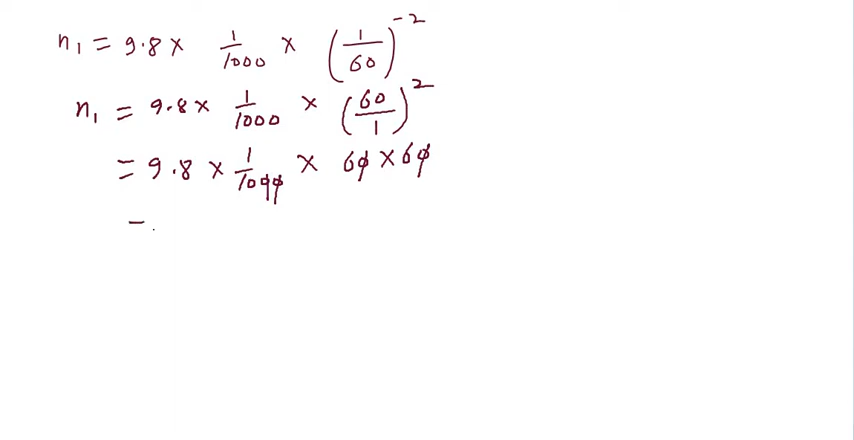 n₁ = 9.8 × 1/1000 × (1/60)⁻²
n₁ = 9.8 × 1/1000 × (60/1)²
= 9.8 × 1/1000 × 60 × 60